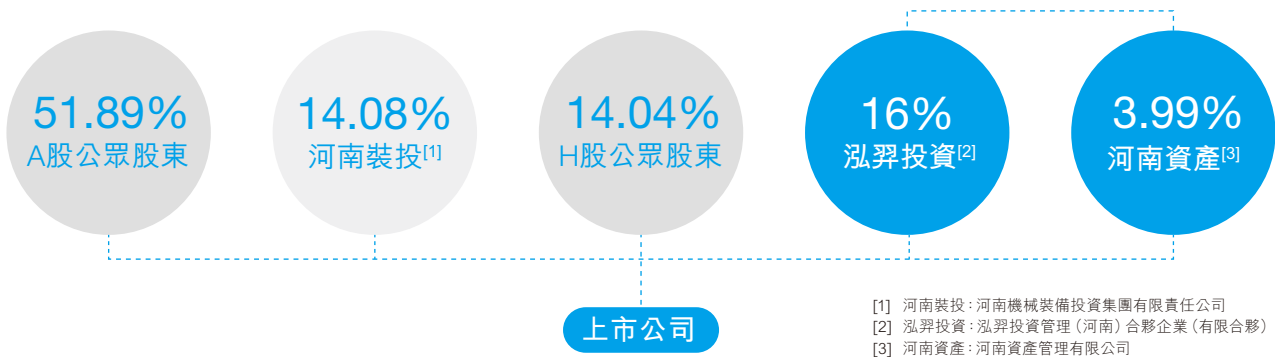 51.89%
A股公眾股東
14.08%
河南裝投[1]
14.04%
H股公眾股東
16%
泓羿投資[2]
3.99%
河南資產[3]
上市公司
[1] 河南裝投：河南機械裝備投資集團有限責任公司
[2] 泓羿投資：泓羿投資管理（河南）合夥企業（有限合夥）
[3] 河南資產：河南資產管理有限公司